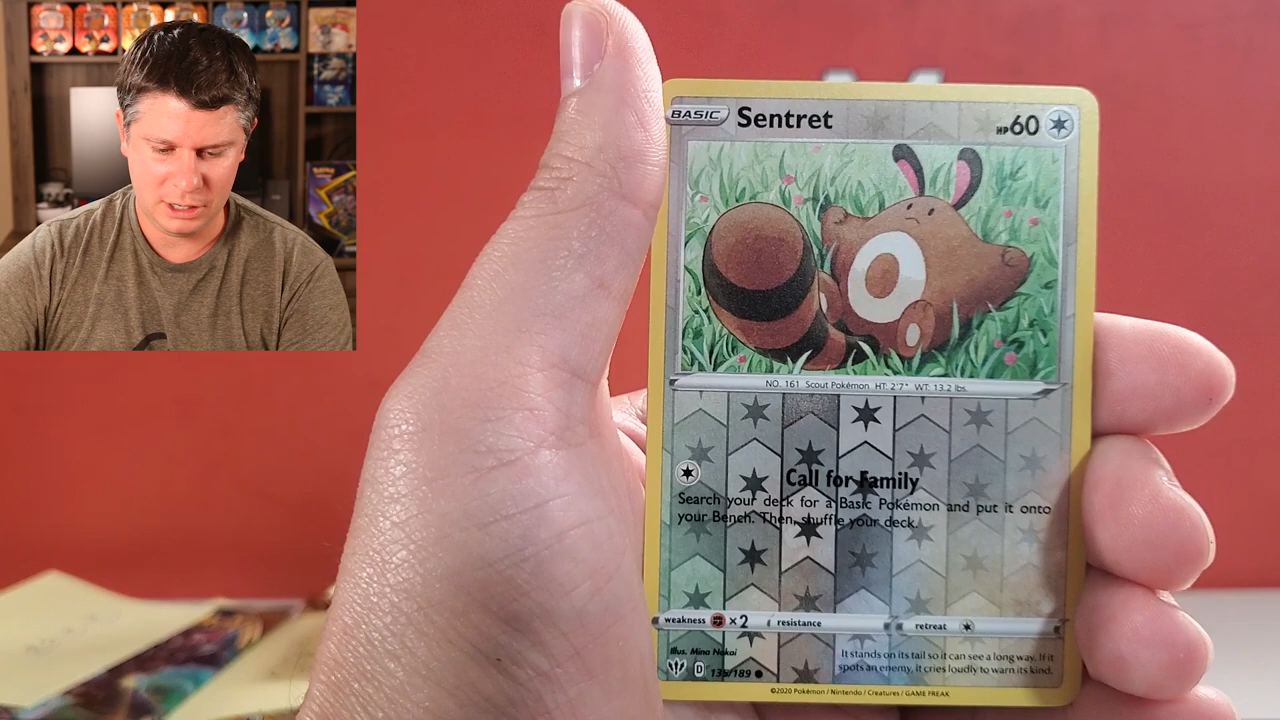 BASIC Sentret HP60
NO. 161 Scout Pokémon HT: 2'7" WT: 13.2 lbs.
Call for Family
Search your deck for a Basic Pokémon and put it onto
your Bench. Then, shuffle your deck.
weakness ×2 resistance retreat
Illus. Mina Nakai
It stands on its tail so it can see a long way. If it
spots an enemy, it cries loudly to warn its kind.
D 135/189
©2020 Pokémon / Nintendo / Creatures / GAME FREAK